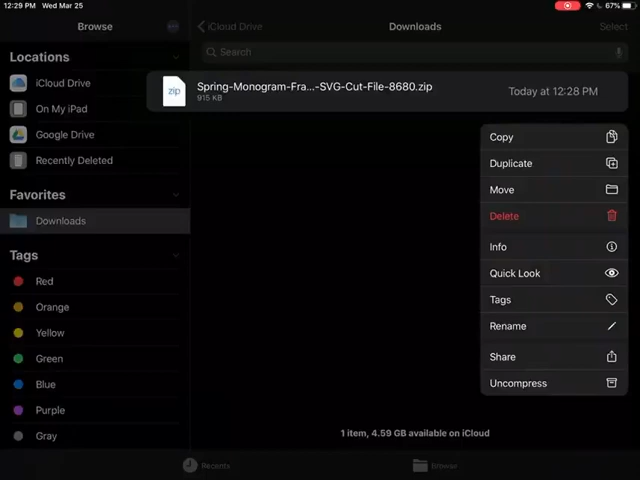 12:29 PM Wed Mar 25
67%
Browse
iCloud Drive
Downloads
Select
Locations
Search
iCloud Drive
On My iPad
Google Drive
Recently Deleted
zip
Spring-Monogram-Fra...-SVG-Cut-File-8680.zip
915 KB
Today at 12:28 PM
Favorites
Downloads
Tags
Red
Orange
Yellow
Green
Blue
Purple
Gray
Copy
Duplicate
Move
Delete
Info
Quick Look
Tags
Rename
Share
Uncompress
1 item, 4.59 GB available on iCloud
Recents
Browse